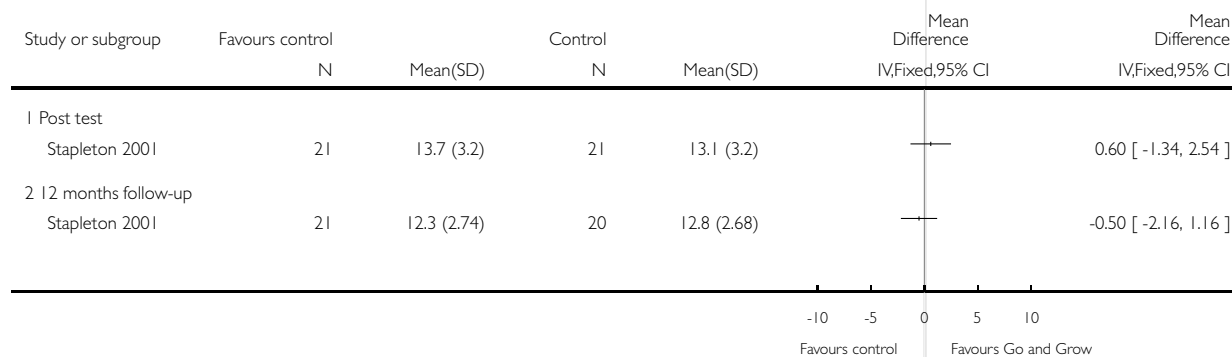 Study or subgroup Favours control Control Mean Difference Mean Difference
N Mean(SD) N Mean(SD) IV,Fixed,95% CI IV,Fixed,95% CI
1 Post test
Stapleton 2001 21 13.7 (3.2) 21 13.1 (3.2) 0.60 [ -1.34, 2.54 ]
2 12 months follow-up
Stapleton 2001 21 12.3 (2.74) 20 12.8 (2.68) -0.50 [ -2.16, 1.16 ]
-10 -5 0 5 10
Favours control Favours Go and Grow